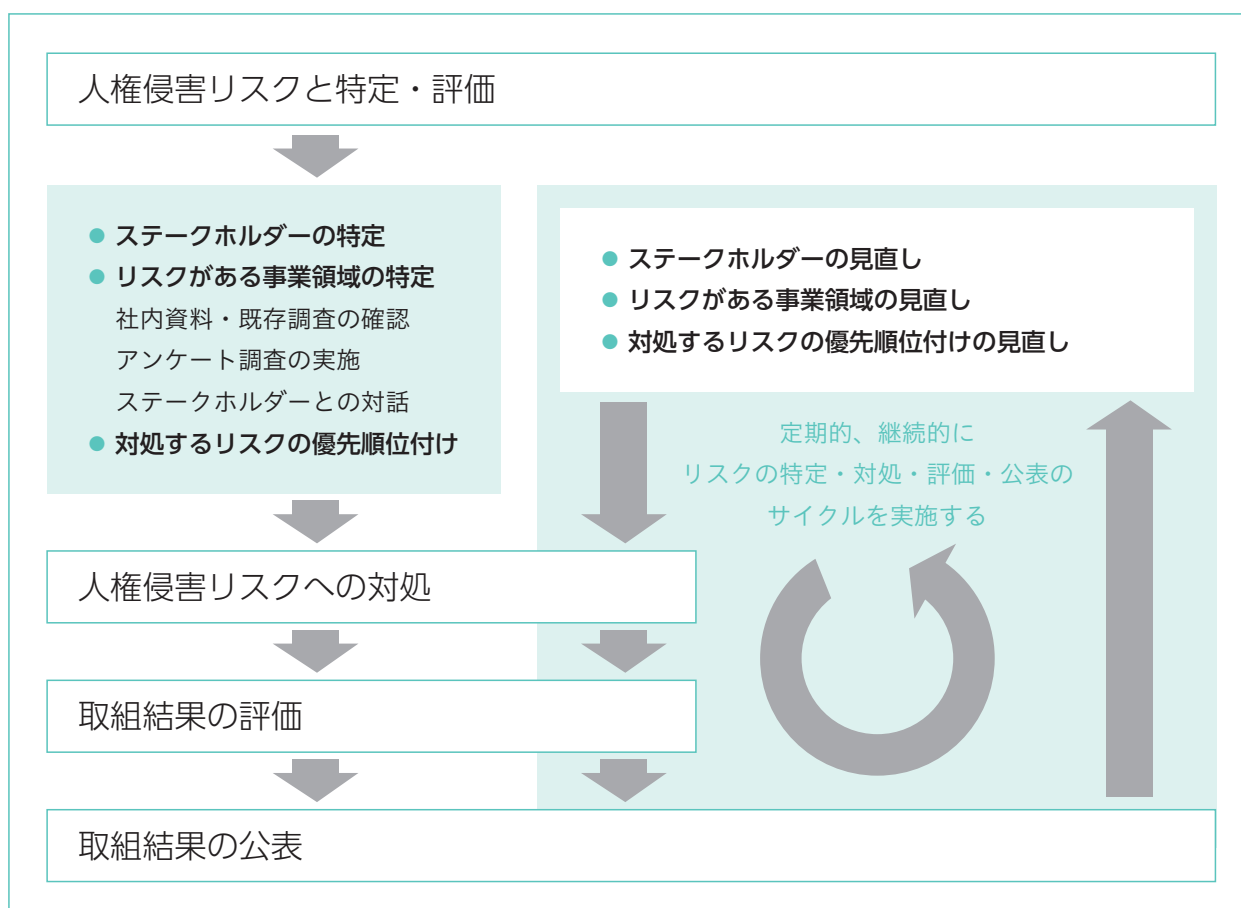 人権侵害リスクと特定・評価
● ステークホルダーの特定
● リスクがある事業領域の特定
社内資料・既存調査の確認
アンケート調査の実施
ステークホルダーとの対話
● 対処するリスクの優先順位付け
● ステークホルダーの見直し
● リスクがある事業領域の見直し
● 対処するリスクの優先順位付けの見直し
定期的、継続的に
リスクの特定・対処・評価・公表の
サイクルを実施する
人権侵害リスクへの対処
取組結果の評価
取組結果の公表